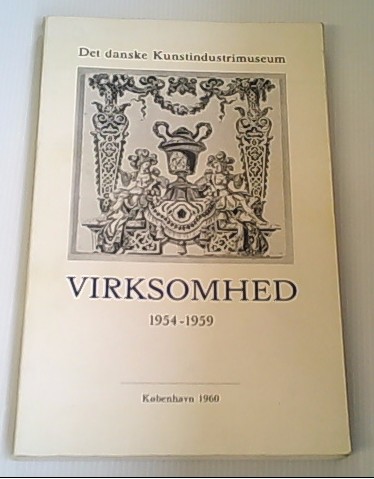 Det danske Kunstindustrimuseum
VIRKSOMHED
1954-1959
København 1960